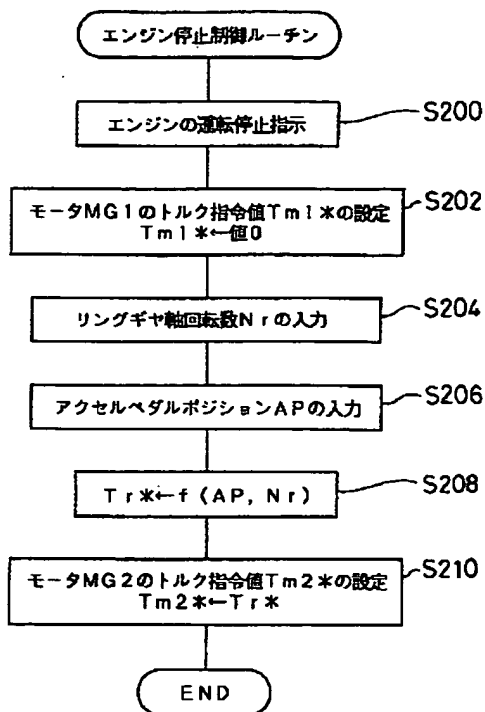 エンジン停止制御ルーチン
エンジンの運転停止指示
S200
モータMG1のトルク指令値Tm1*の設定
Tm1*←値0
S202
リングギヤ軸回転数Nrの入力
S204
アクセルペダルポジションAPの入力
S206
Tr*←f(AP,Nr)
S208
モータMG2のトルク指令値Tm2*の設定
Tm2*←Tr*
S210
END